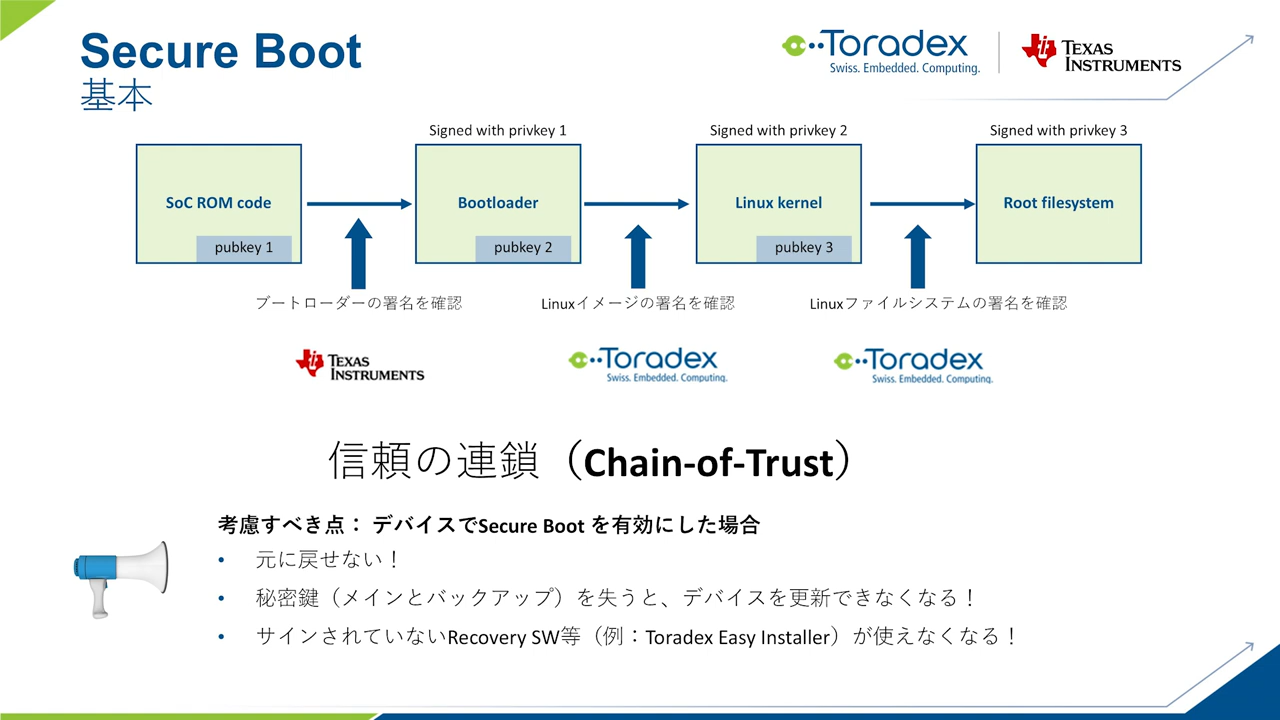 Secure Boot
基本
Toradex
Swiss. Embedded. Computing.
TEXAS
INSTRUMENTS
Signed with privkey 1
Signed with privkey 2
Signed with privkey 3
SoC ROM code
Bootloader
Linux kernel
Root filesystem
pubkey 1
pubkey 2
pubkey 3
ブートローダーの署名を確認
Linuxイメージの署名を確認
Linuxファイルシステムの署名を確認
TEXAS
INSTRUMENTS
Toradex
Swiss. Embedded. Computing.
Toradex
Swiss. Embedded. Computing.
信頼の連鎖（Chain-of-Trust）
考慮すべき点： デバイスでSecure Boot を有効にした場合
• 元に戻せない！
• 秘密鍵（メインとバックアップ）を失うと、デバイスを更新できなくなる！
• サインされていないRecovery SW等（例：Toradex Easy Installer）が使えなくなる！